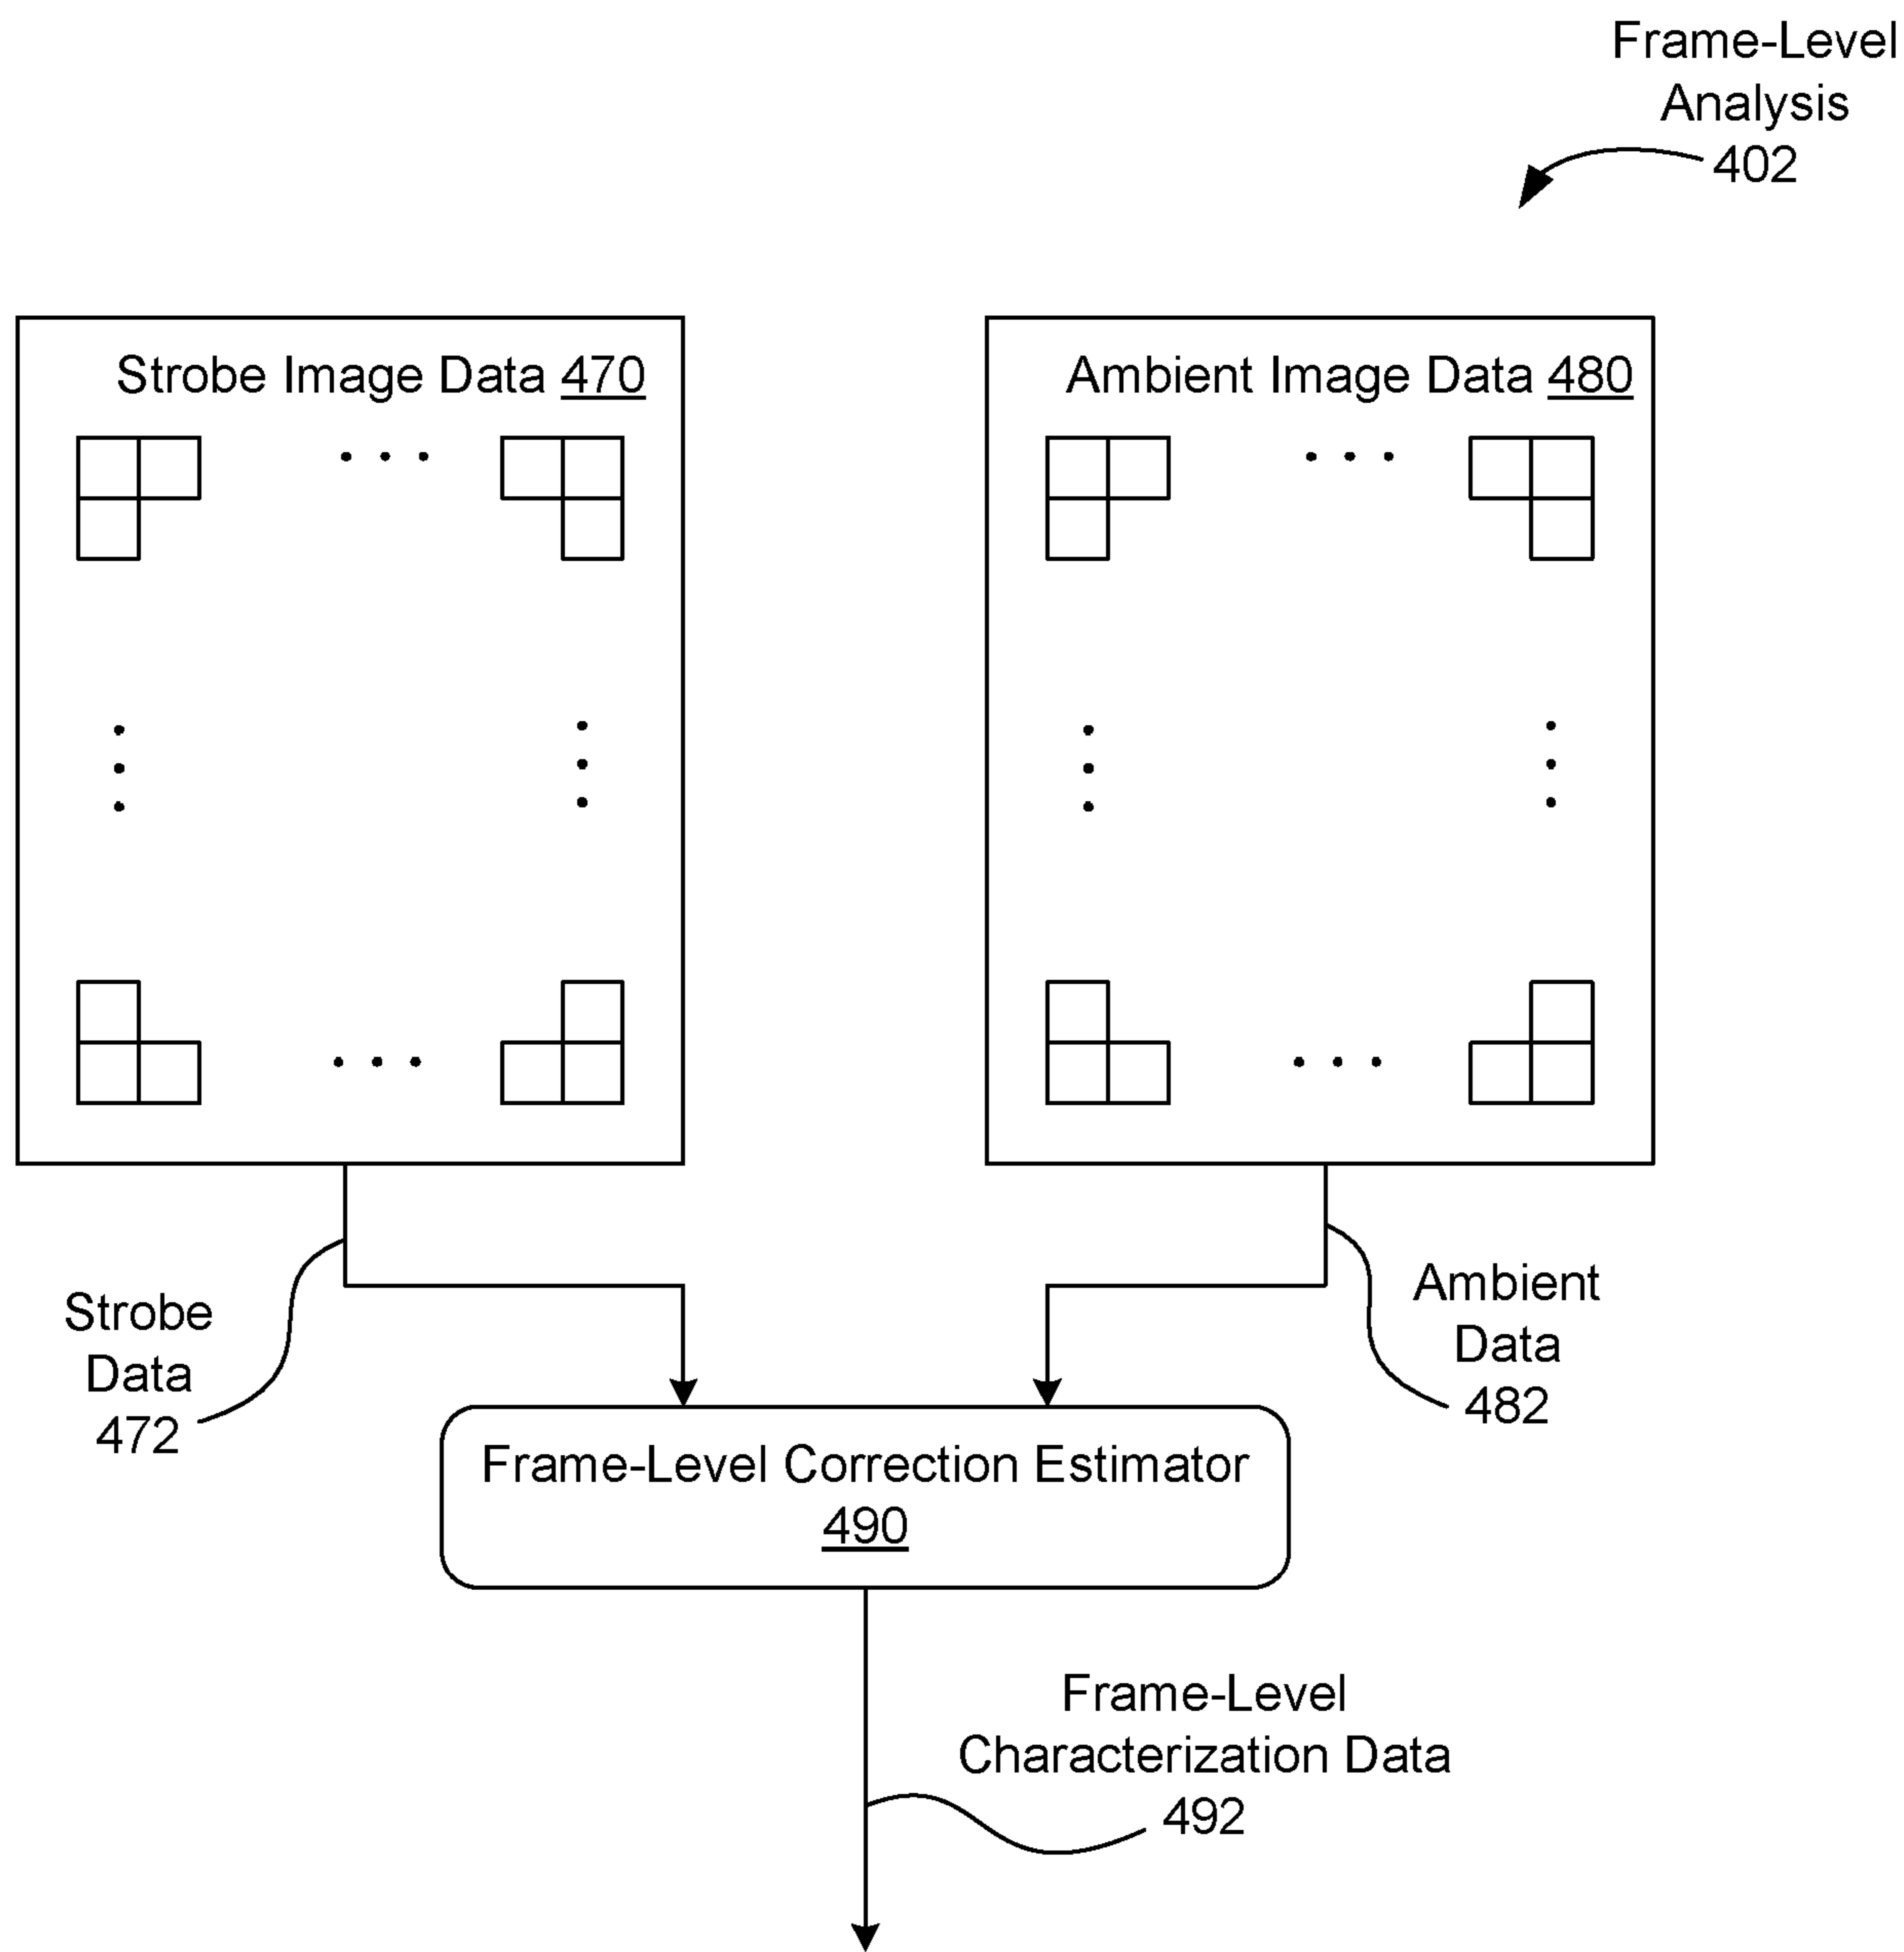 Frame-Level
Analysis
402
Strobe Image Data 470
Ambient Image Data 480
Strobe
Data
472
Ambient
Data
482
Frame-Level Correction Estimator
490
Frame-Level
Characterization Data
492